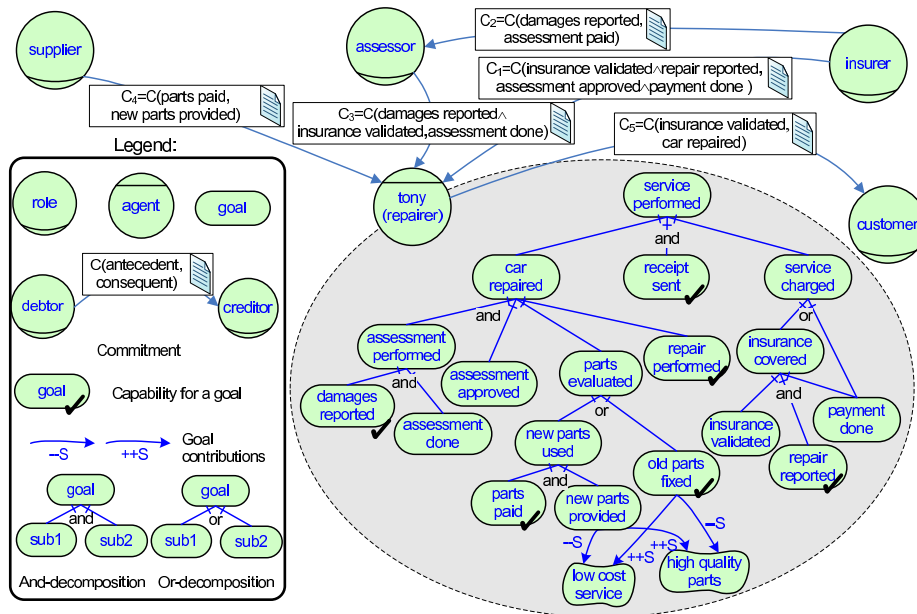 supplier
assessor
insurer
C₂=C(damages reported,
assessment paid)
C₁=C(insurance validated∧repair reported,
assessment approved∧payment done )
C₄=C(parts paid,
new parts provided)
C₃=C(damages reported∧
insurance validated,assessment done)
C₅=C(insurance validated,
car repaired)
Legend:
role
agent
goal
C(antecedent,
consequent)
debtor
creditor
Commitment
goal
Capability for a goal
--S
++S
Goal
contributions
goal
and
sub1
sub2
goal
or
sub1
sub2
And-decomposition
Or-decomposition
tony
(repairer)
customer
service
performed
and
car
repaired
receipt
sent
service
charged
and
or
assessment
performed
assessment
approved
parts
evaluated
repair
performed
insurance
covered
and
damages
reported
assessment
done
or
and
insurance
validated
payment
done
repair
reported
new parts
used
old parts
fixed
and
parts
paid
new parts
provided
--S
++S
++S
--S
low cost
service
high quality
parts